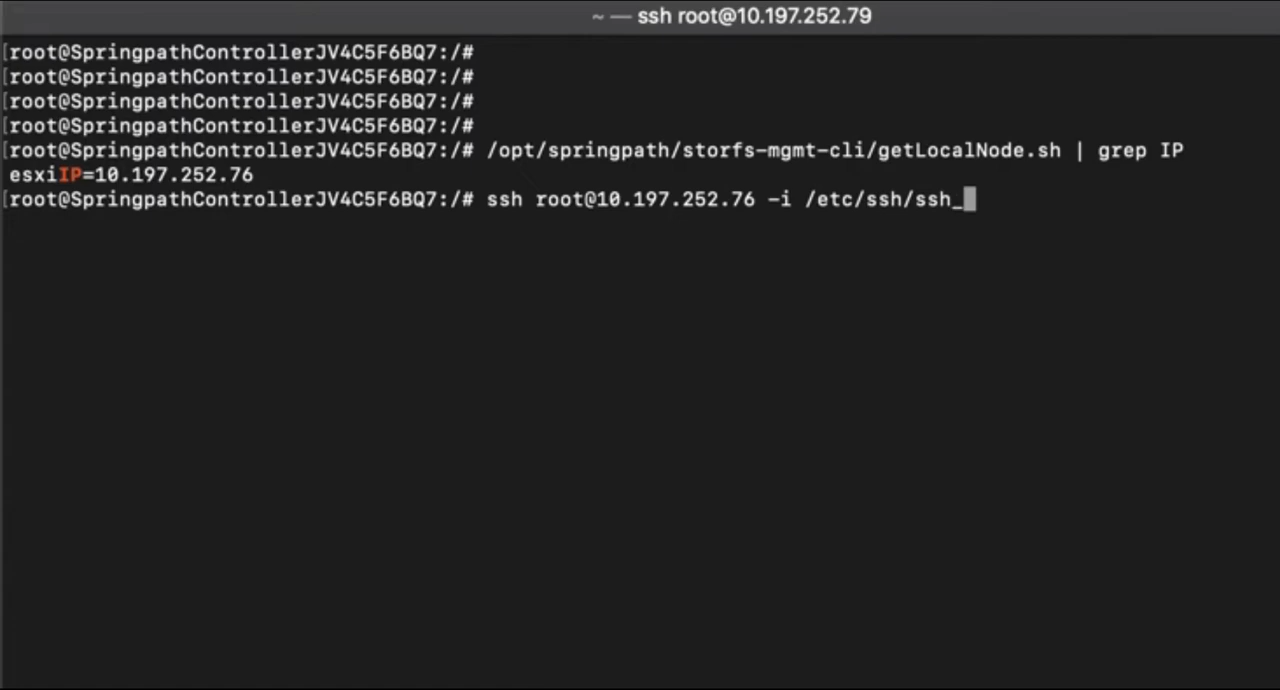 ~ — ssh root@10.197.252.79
[root@SpringpathControllerJV4C5F6BQ7:/#
[root@SpringpathControllerJV4C5F6BQ7:/#
[root@SpringpathControllerJV4C5F6BQ7:/#
[root@SpringpathControllerJV4C5F6BQ7:/#
[root@SpringpathControllerJV4C5F6BQ7:/# /opt/springpath/storfs-mgmt-cli/getLocalNode.sh | grep IP
esxiIP=10.197.252.76
[root@SpringpathControllerJV4C5F6BQ7:/# ssh root@10.197.252.76 -i /etc/ssh/ssh_